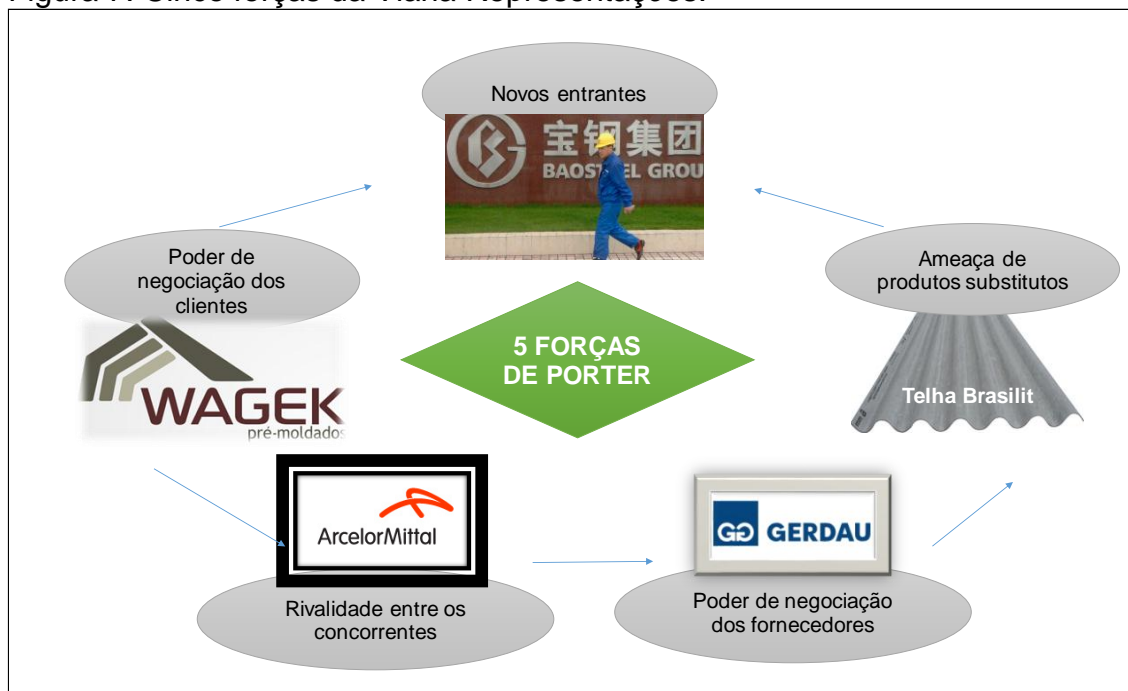 Novos entrantes
宝钢集团
BAOSTEEL GROU
Poder de
negociação dos
clientes
Ameaça de
produtos substitutos
5 FORÇAS
DE PORTER
WAGEK
pré-moldados
Telha Brasilit
ArcelorMittal
GERDAU
Rivalidade entre os
concorrentes
Poder de negociação
dos fornecedores